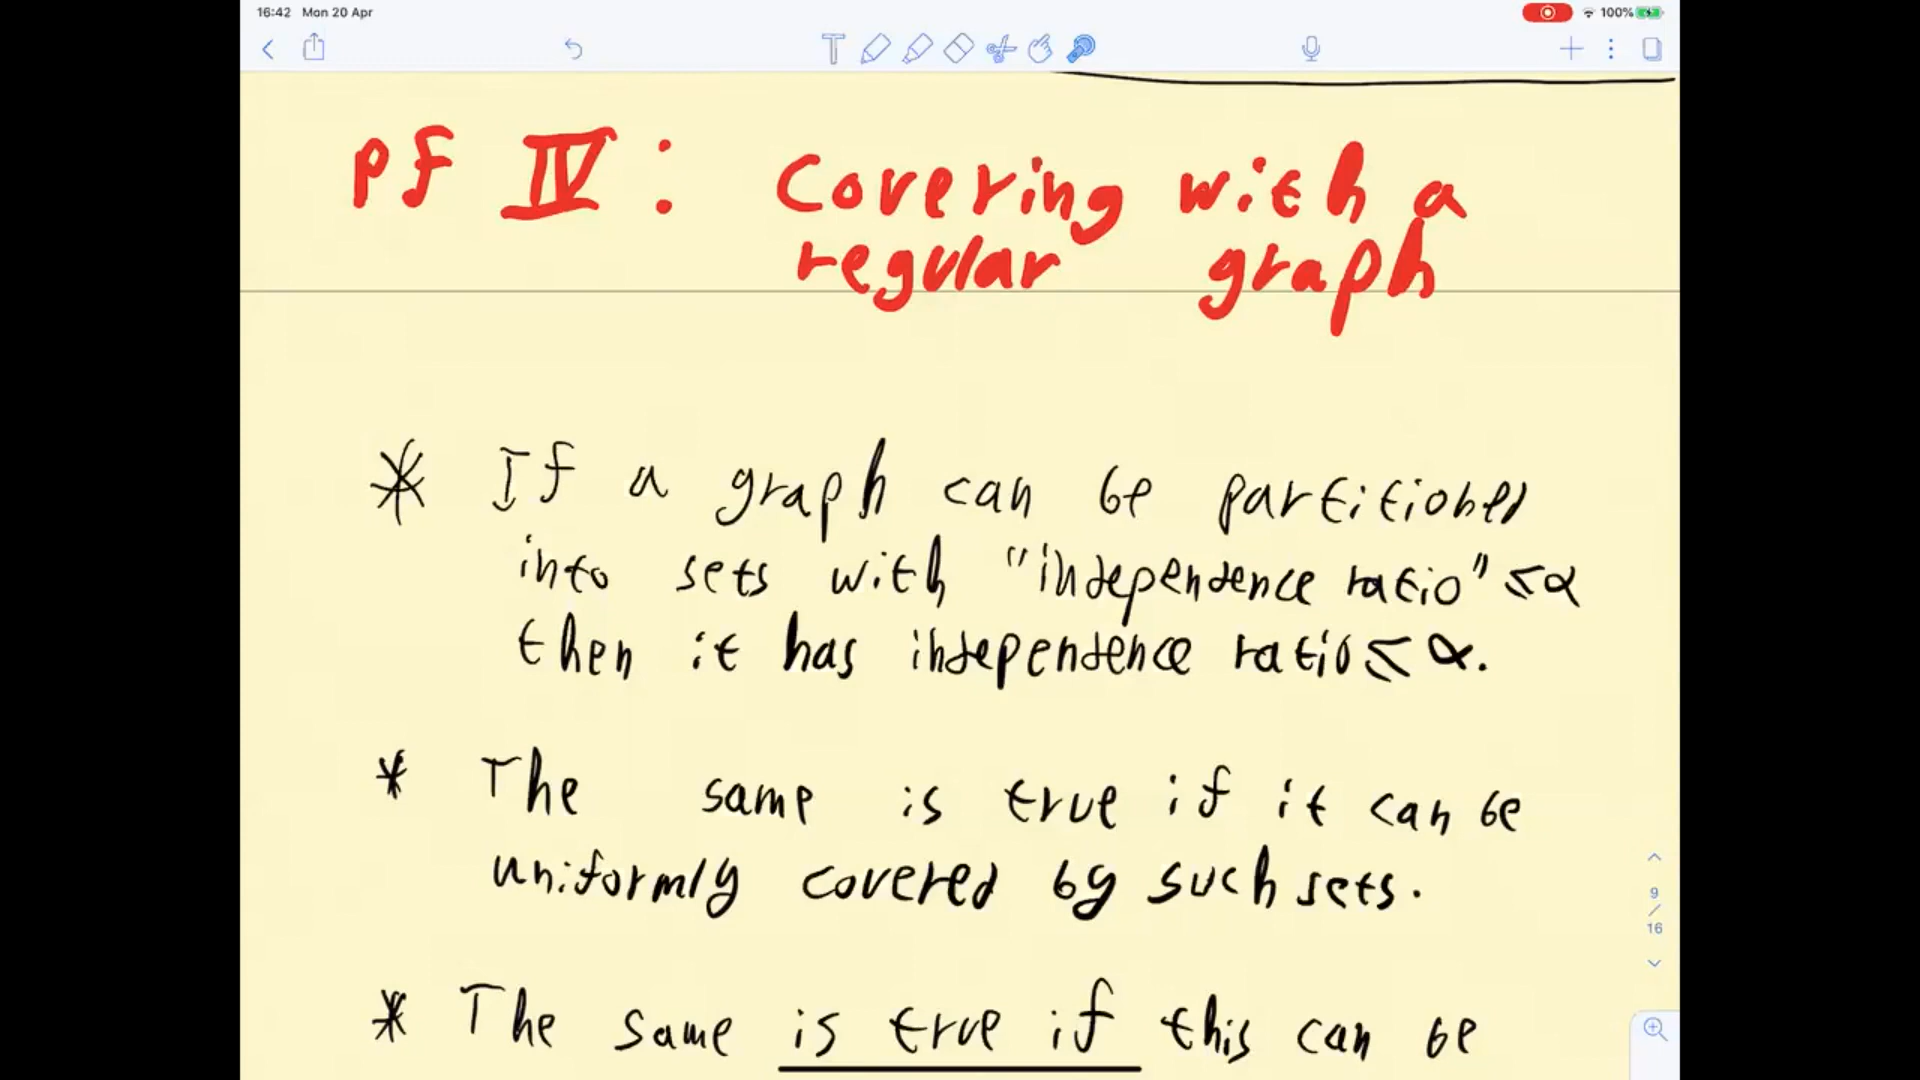 16:42 Mon 20 Apr
100%
Pf IV: Covering with a
regular graph
* If a graph can be partitioned
into sets with "independence ratio" ≤α
then it has independence ratio ≤ α.
* The same is true if it can be
uniformly covered by such sets.
9
/
16
* The same is true if this can be